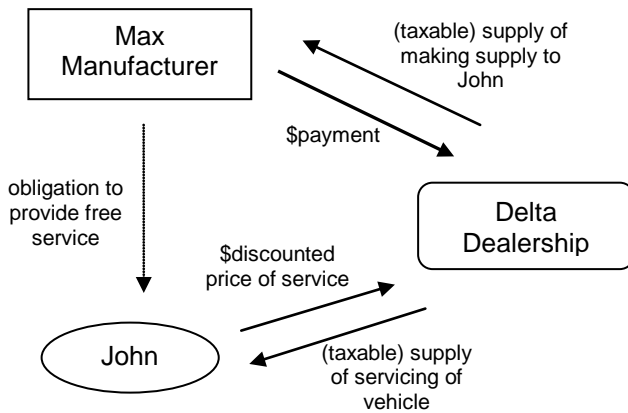 Max
Manufacturer
(taxable) supply of
making supply to
John
$payment
obligation to
provide free
service
Delta
Dealership
$discounted
price of service
John
(taxable) supply
of servicing of
vehicle